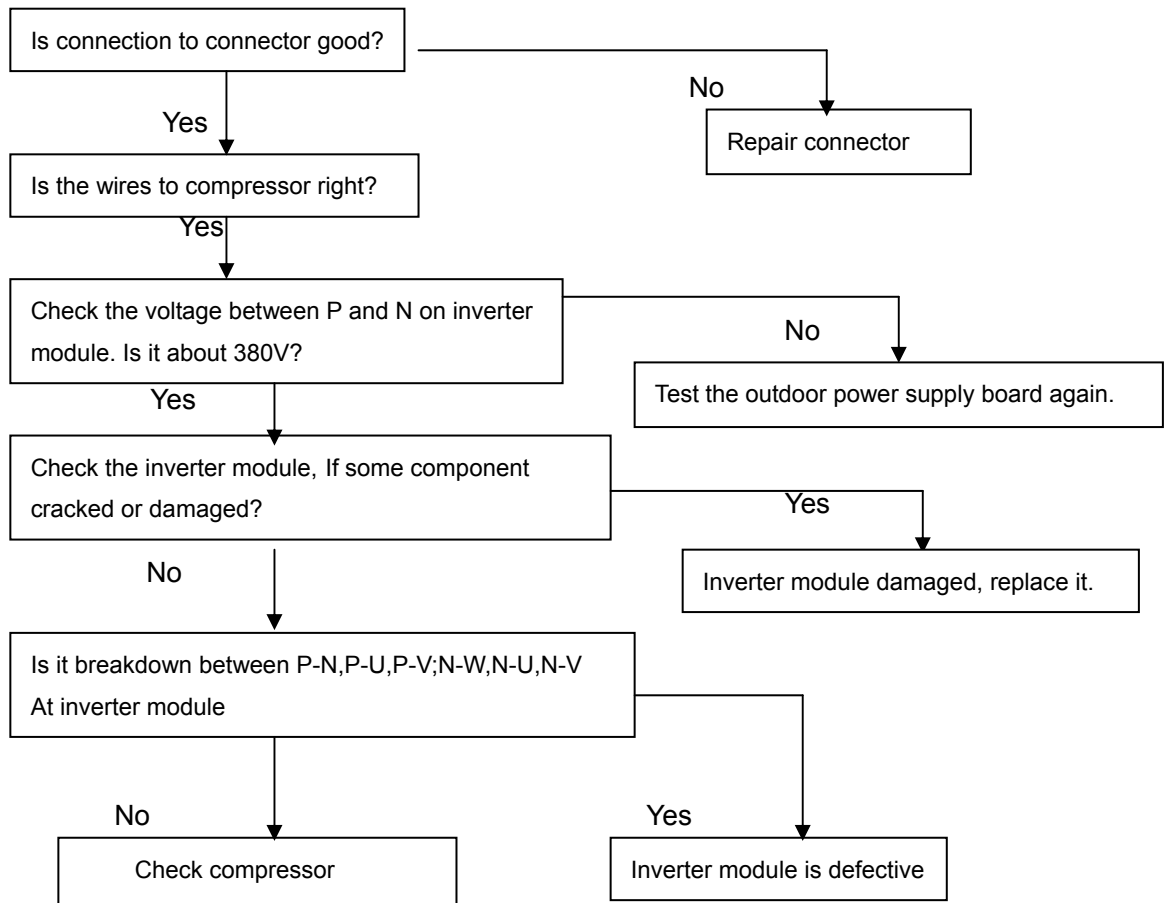 Is connection to connector good?
No
Yes
Repair connector
Is the wires to compressor right?
Yes
Check the voltage between P and N on inverter
module. Is it about 380V?
No
Yes
Test the outdoor power supply board again.
Check the inverter module, If some component
cracked or damaged?
Yes
No
Inverter module damaged, replace it.
Is it breakdown between P-N,P-U,P-V;N-W,N-U,N-V
At inverter module
No
Yes
Check compressor
Inverter module is defective